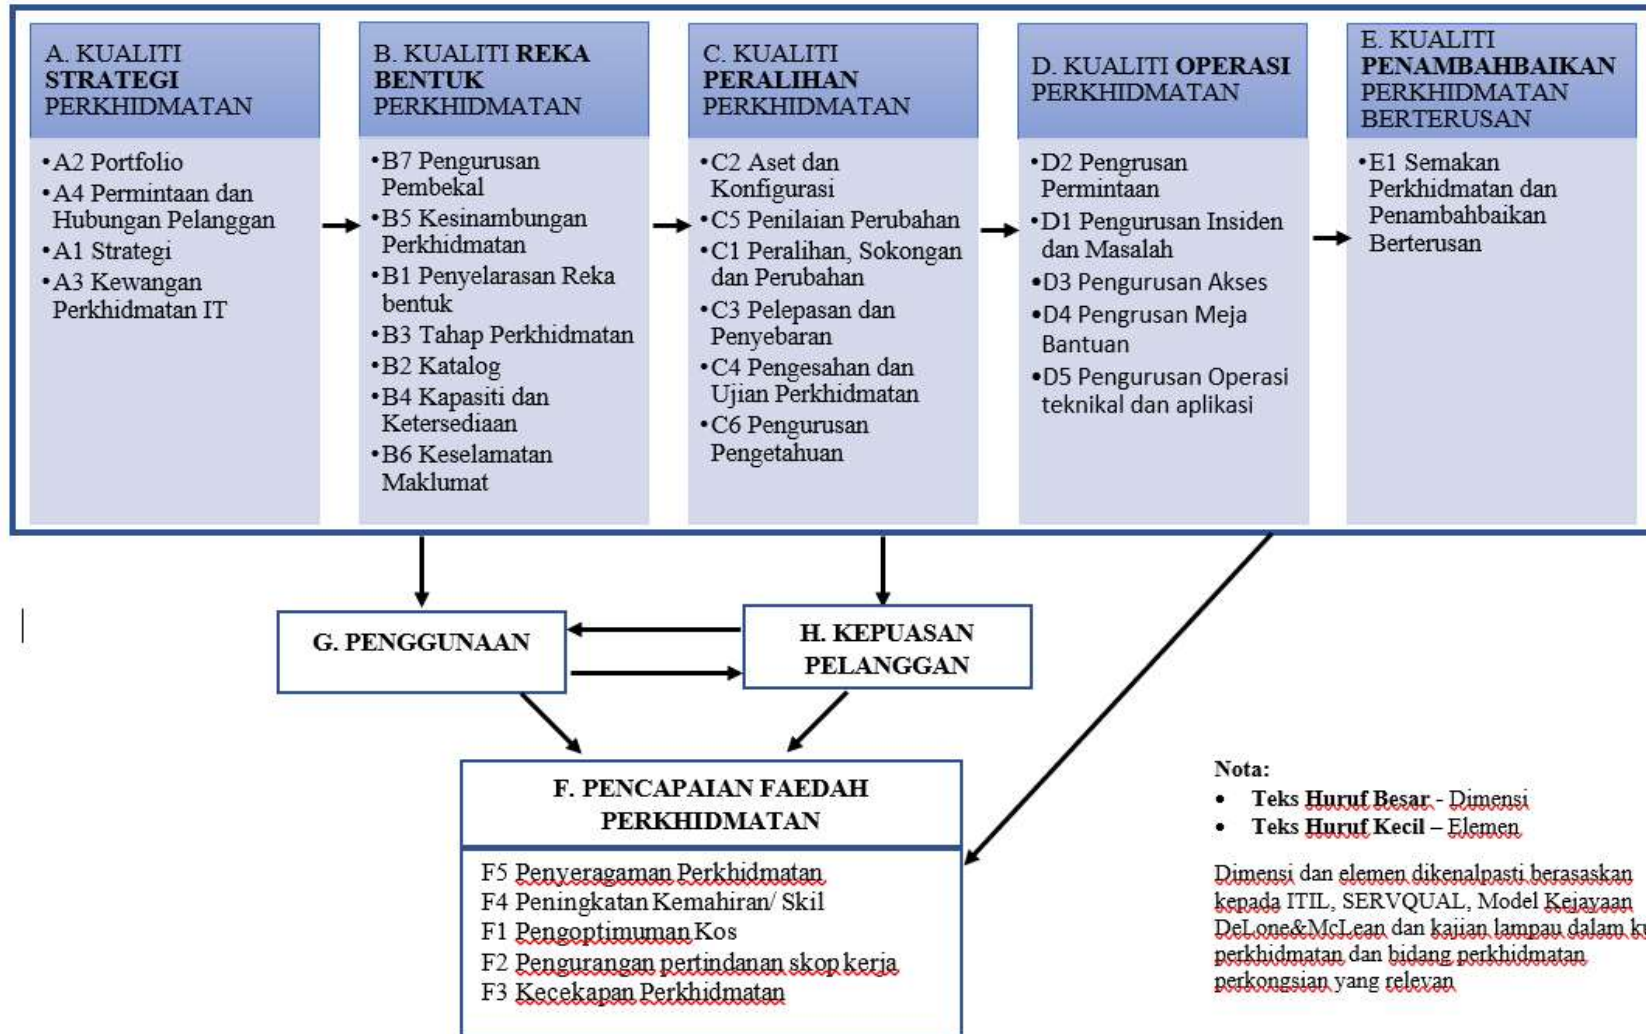 A. KUALITI
STRATEGI
PERKHIDMATAN
•A2 Portfolio
•A4 Permintaan dan
Hubungan Pelanggan
•A1 Strategi
•A3 Kewangan
Perkhidmatan IT
B. KUALITI REKA
BENTUK
PERKHIDMATAN
•B7 Pengurusan
Pembekal
•B5 Kesinambungan
Perkhidmatan
•B1 Penyelarasan Reka
bentuk
•B3 Tahap Perkhidmatan
•B2 Katalog
•B4 Kapasiti dan
Ketersediaan
•B6 Keselamatan
Maklumat
C. KUALITI
PERALIHAN
PERKHIDMATAN
•C2 Aset dan
Konfigurasi
•C5 Penilaian Perubahan
•C1 Peralihan, Sokongan
dan Perubahan
•C3 Pelepasan dan
Penyebaran
•C4 Pengesahan dan
Ujian Perkhidmatan
•C6 Pengurusan
Pengetahuan
D. KUALITI OPERASI
PERKHIDMATAN
•D2 Pengrusan
Permintaan
•D1 Pengurusan Insiden
dan Masalah
•D3 Pengurusan Akses
•D4 Pengrusan Meja
Bantuan
•D5 Pengurusan Operasi
teknikal dan aplikasi
E. KUALITI
PENAMBAHBAIKAN
PERKHIDMATAN
BERTERUSAN
•E1 Semakan
Perkhidmatan dan
Penambahbaikan
Berterusan
G. PENGGUNAAN
H. KEPUASAN
PELANGGAN
F. PENCAPAIAN FAEDAH
PERKHIDMATAN
F5 Penyeragaman Perkhidmatan
F4 Peningkatan Kemahiran/ Skil
F1 Pengoptimuman Kos
F2 Pengurangan pertindanan skop kerja
F3 Kecekapan Perkhidmatan
Nota:
• Teks Huruf Besar - Dimensi
• Teks Huruf Kecil – Elemen
Dimensi dan elemen dikenalpasti berasaskan
kepada ITIL, SERVQUAL, Model Kejayaan
DeLone&McLean dan kajian lampau dalam
perkhidmatan dan bidang perkhidmatan
perkongsian yang relevan